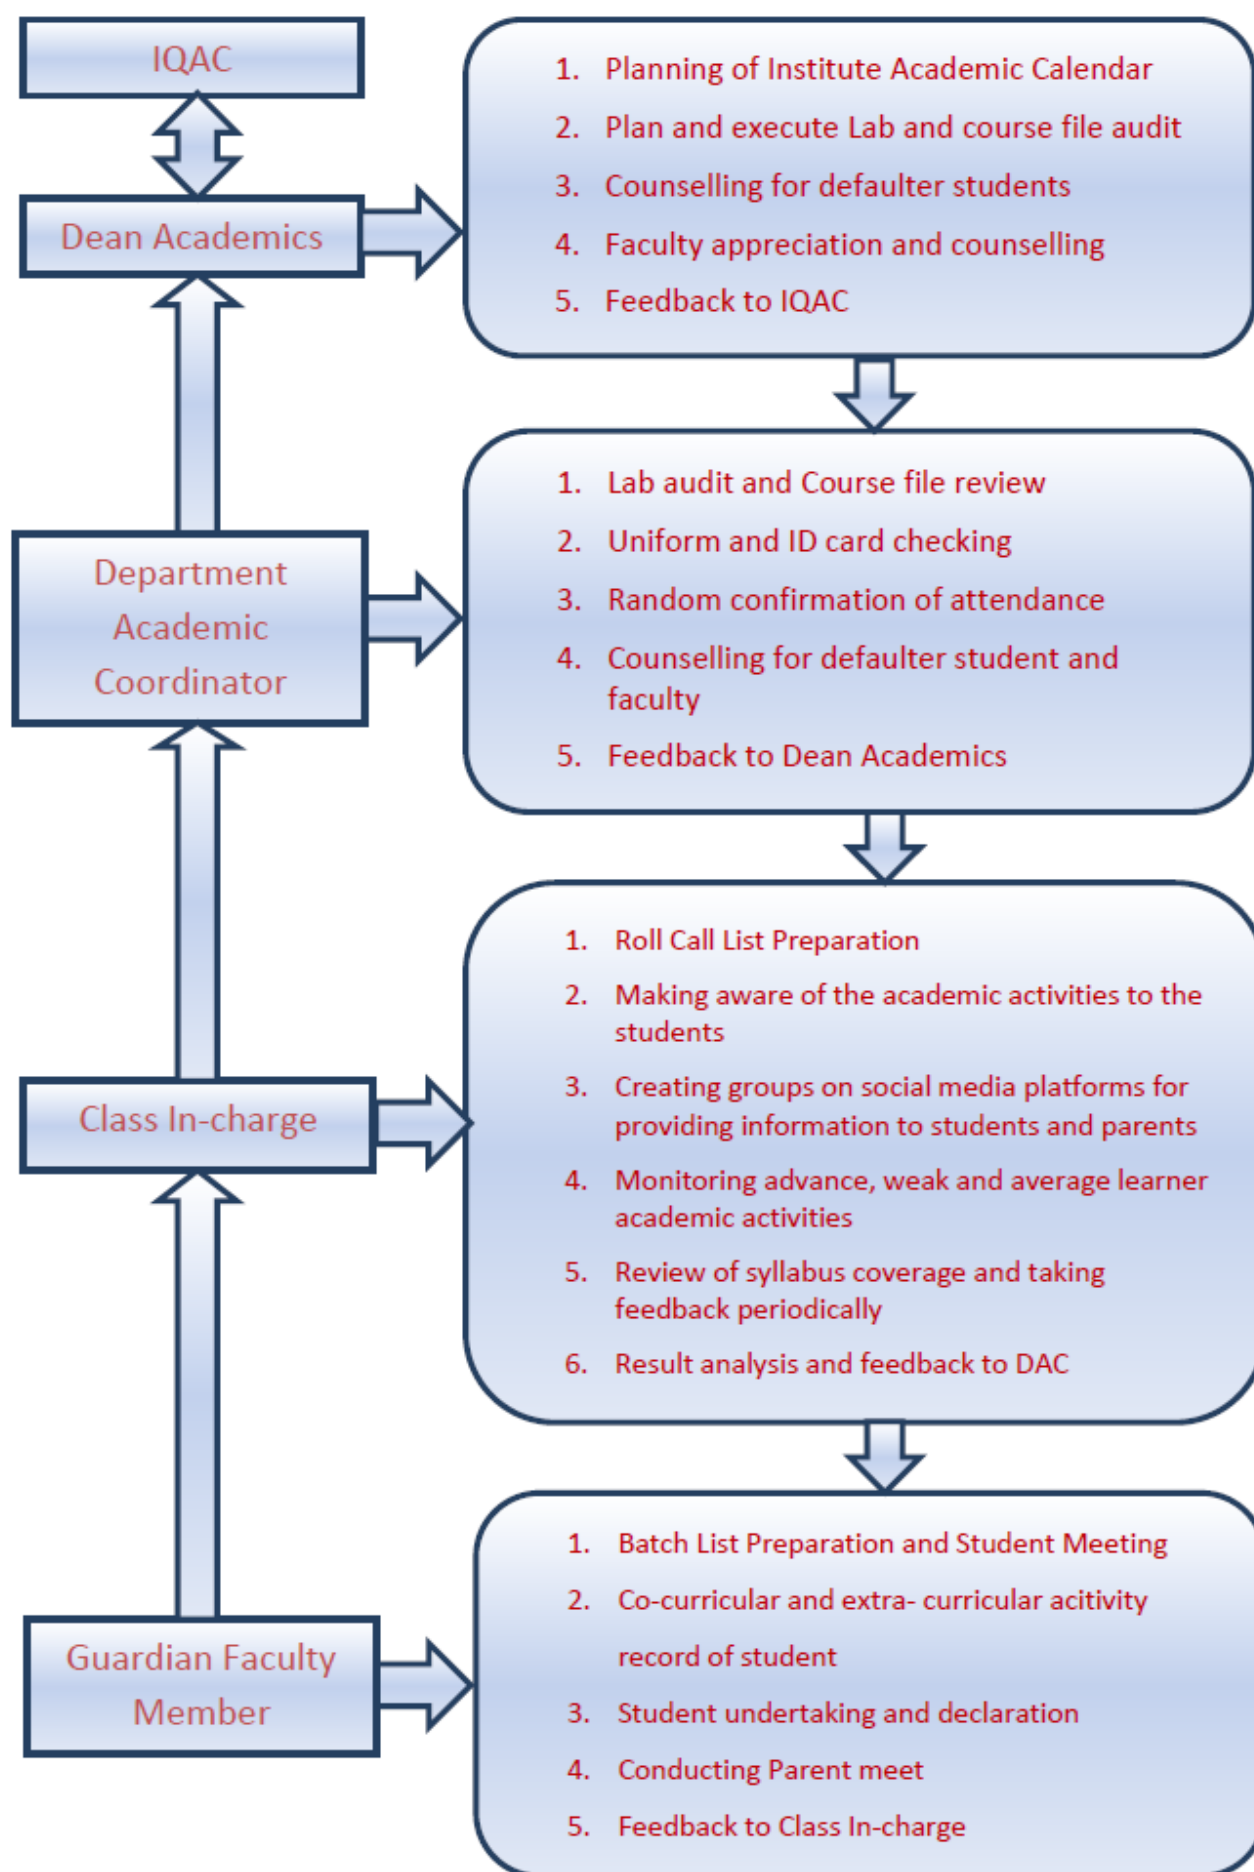 IQAC
1. Planning of Institute Academic Calendar
2. Plan and execute Lab and course file audit
3. Counselling for defaulter students
4. Faculty appreciation and counselling
5. Feedback to IQAC
Dean Academics
1. Lab audit and Course file review
2. Uniform and ID card checking
3. Random confirmation of attendance
4. Counselling for defaulter student and
faculty
5. Feedback to Dean Academics
Department
Academic
Coordinator
1. Roll Call List Preparation
2. Making aware of the academic activities to the
students
3. Creating groups on social media platforms for
providing information to students and parents
4. Monitoring advance, weak and average learner
academic activities
5. Review of syllabus coverage and taking
feedback periodically
6. Result analysis and feedback to DAC
Class In-charge
1. Batch List Preparation and Student Meeting
2. Co-curricular and extra- curricular acitivity
record of student
3. Student undertaking and declaration
4. Conducting Parent meet
5. Feedback to Class In-charge
Guardian Faculty
Member